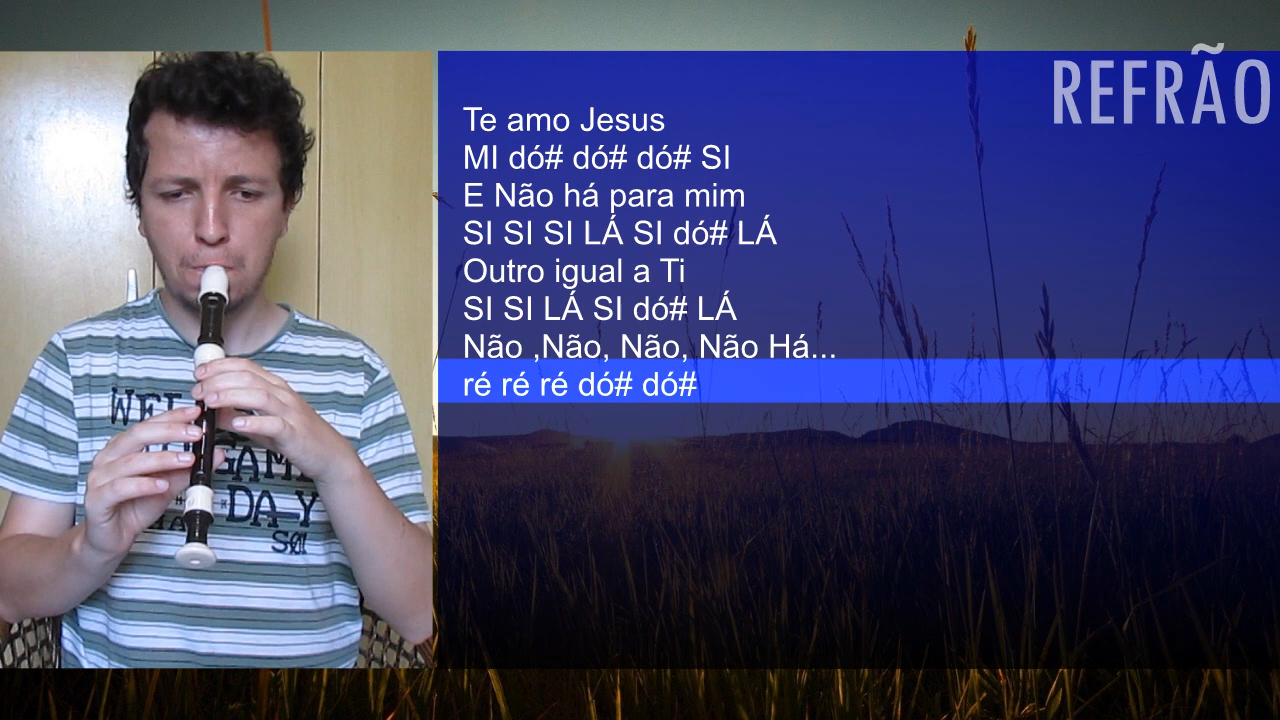 REFRÃO
Te amo Jesus
MI dó# dó# dó# SI
E Não há para mim
SI SI SI LÁ SI dó# LÁ
Outro igual a Ti
SI SI LÁ SI dó# LÁ
Não ,Não, Não, Não Há...
ré ré ré dó# dó#
DAY